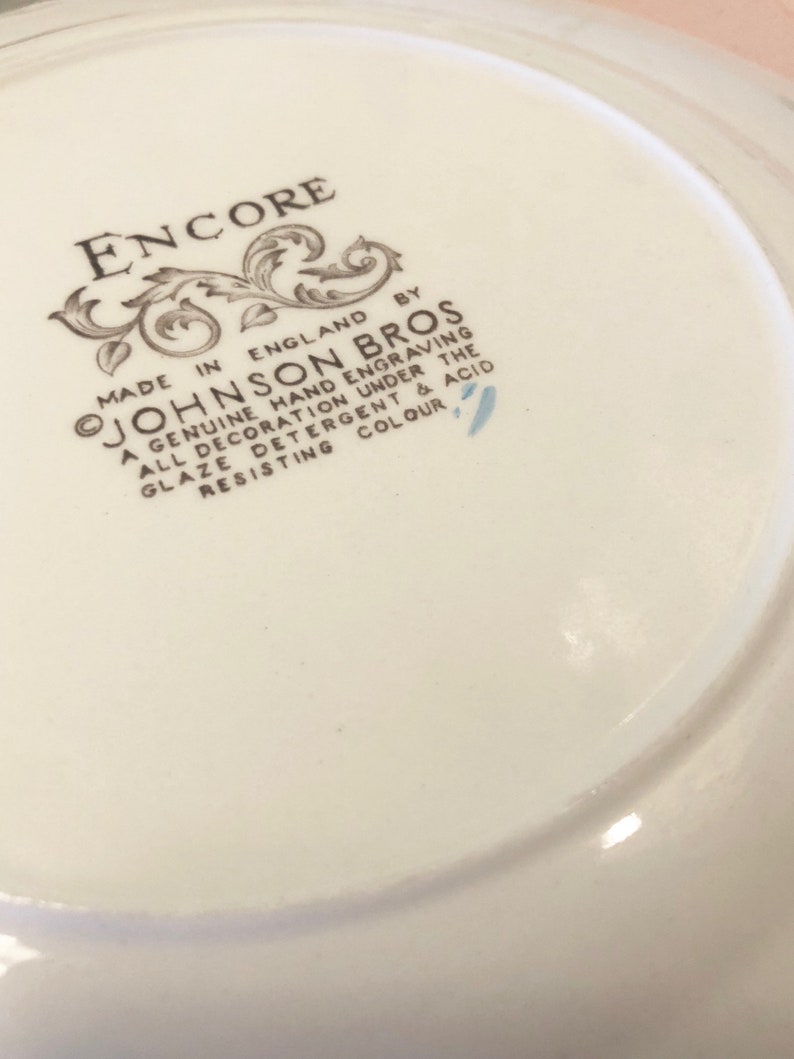 ENCORE
MADE IN ENGLAND BY
©JOHNSON BROS
A GENUINE HAND ENGRAVING
ALL DECORATION UNDER THE
GLAZE DETERGENT & ACID
RESISTING COLOUR